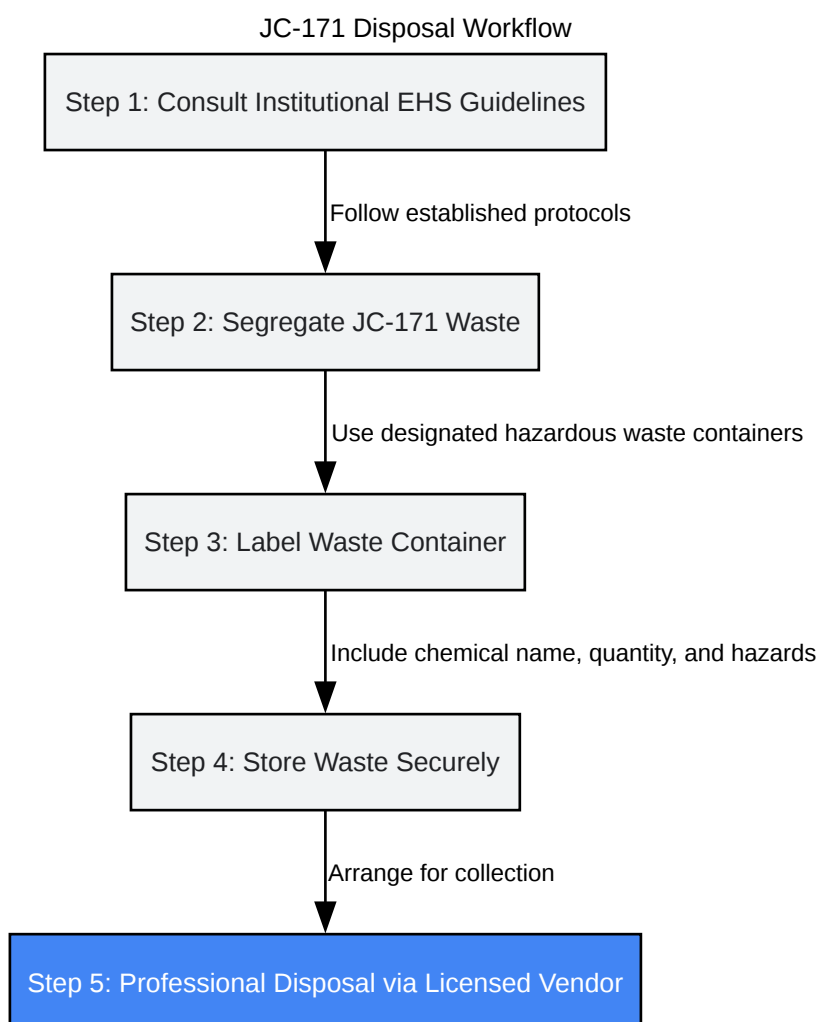 JC-171 Disposal Workflow
Step 1: Consult Institutional EHS Guidelines
Follow established protocols
Step 2: Segregate JC-171 Waste
Use designated hazardous waste containers
Step 3: Label Waste Container
Include chemical name, quantity, and hazards
Step 4: Store Waste Securely
Arrange for collection
Step 5: Professional Disposal via Licensed Vendor